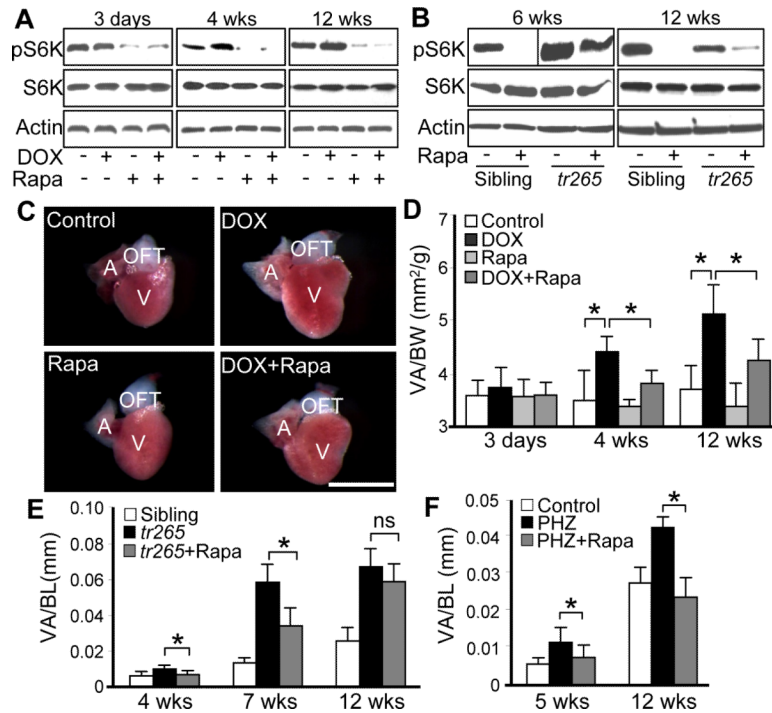 A
3 days 4 wks 12 wks
pS6K
S6K
Actin
DOX - + - + - + - + - + - +
Rapa - - + + - - + + - - + +
B
6 wks 12 wks
pS6K
S6K
Actin
Rapa - + - + - + - +
Sibling tr265 Sibling tr265
C
Control DOX
OFT OFT
A A
V V
Rapa DOX+Rapa
OFT OFT
A A
V V
D
VA/BW (mm²/g)
7
6
5
4
3
Control
DOX
Rapa
DOX+Rapa
* * * *
3 days 4 wks 12 wks
E
VA/BL(mm)
0.10
0.08
0.06
0.04
0.02
0
Sibling
tr265
tr265+Rapa
* * ns
4 wks 7 wks 12 wks
F
VA/BL (mm)
0.05
0.04
0.03
0.02
0.01
0
Control
PHZ
PHZ+Rapa
* *
5 wks 12 wks